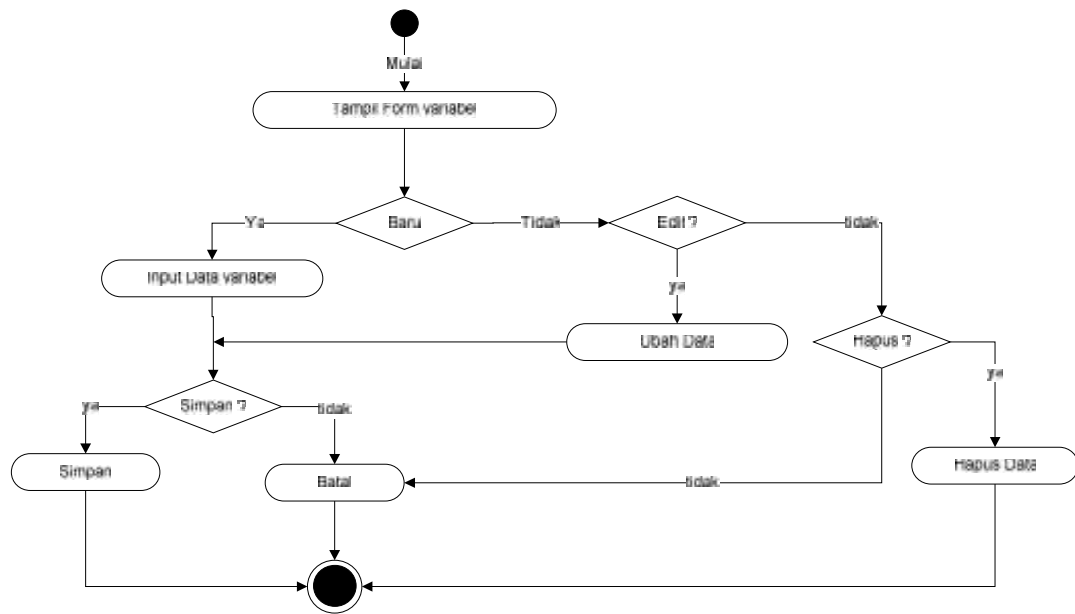 Mulai
Tampil Form variabel
Baru
Ya
Tidak
Edit ?
tidak
Input Data variabel
ya
Ubah Data
Hapus ?
ya
Simpan ?
ya
tidak
Simpan
Batal
tidak
Hapus Data